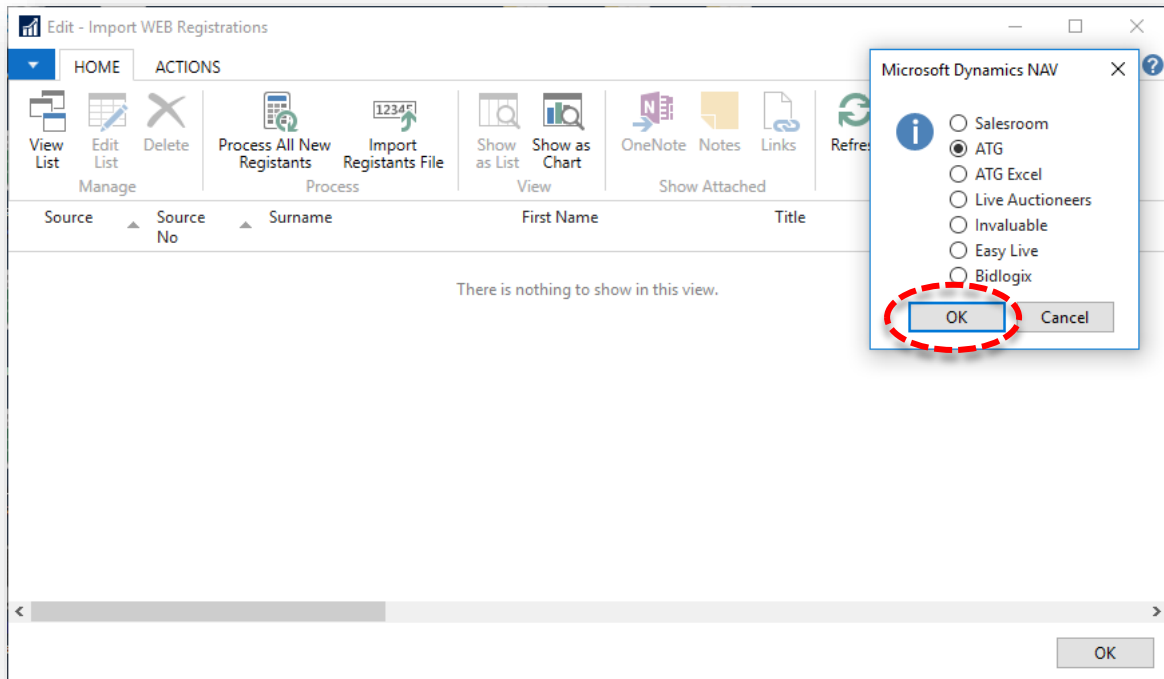 Edit - Import WEB Registrations
HOME ACTIONS
View List
Edit List
Delete
Process All New Registants
Import Registants File
Show as List
Show as Chart
OneNote
Notes
Links
Manage
Process
View
Show Attached
Source
Source No
Surname
First Name
Title
There is nothing to show in this view.
Microsoft Dynamics NAV
Salesroom
ATG
ATG Excel
Live Auctioneers
Invaluable
Easy Live
Bidlogix
OK
Cancel
OK